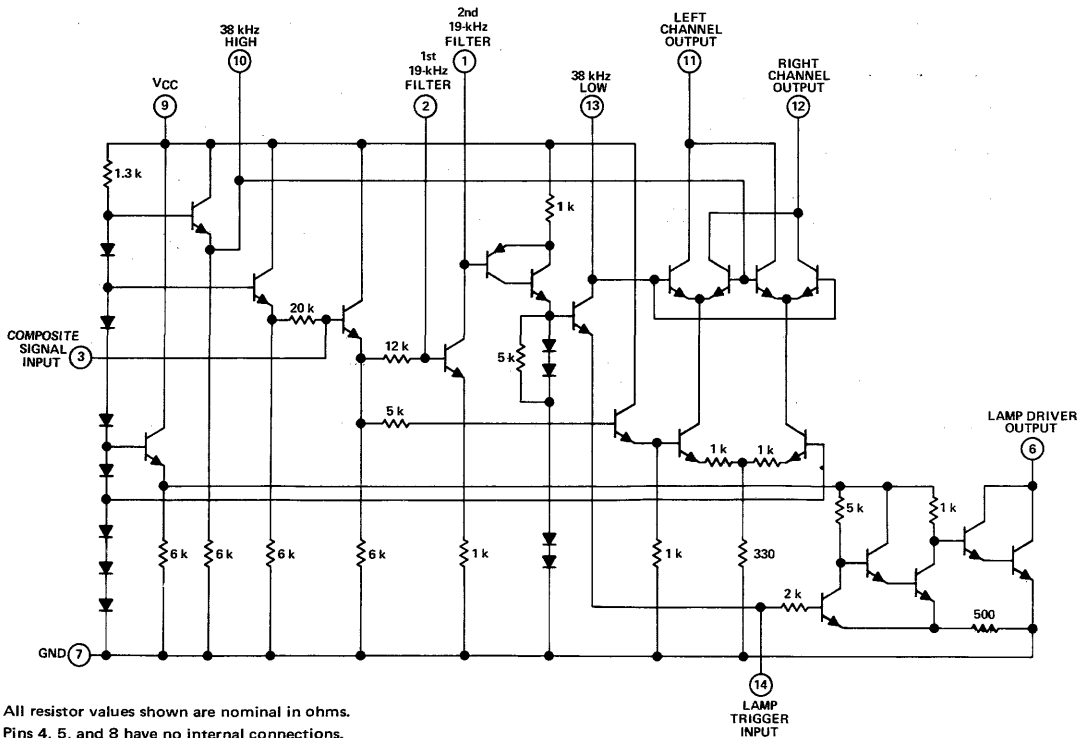 2nd
19-kHz
FILTER
1
1st
19-kHz
FILTER
2
38 kHz
HIGH
10
VCC
9
38 kHz
LOW
13
LEFT
CHANNEL
OUTPUT
11
RIGHT
CHANNEL
OUTPUT
12
1.3 k
1 k
20 k
COMPOSITE
SIGNAL
INPUT
3
12 k
5 k
5 k
1 k
1 k
LAMP DRIVER
OUTPUT
6
5 k
1 k
6 k
6 k
6 k
6 k
1 k
1 k
330
2 k
500
GND 7
14
LAMP
TRIGGER
INPUT
All resistor values shown are nominal in ohms.
Pins 4, 5, and 8 have no internal connections.